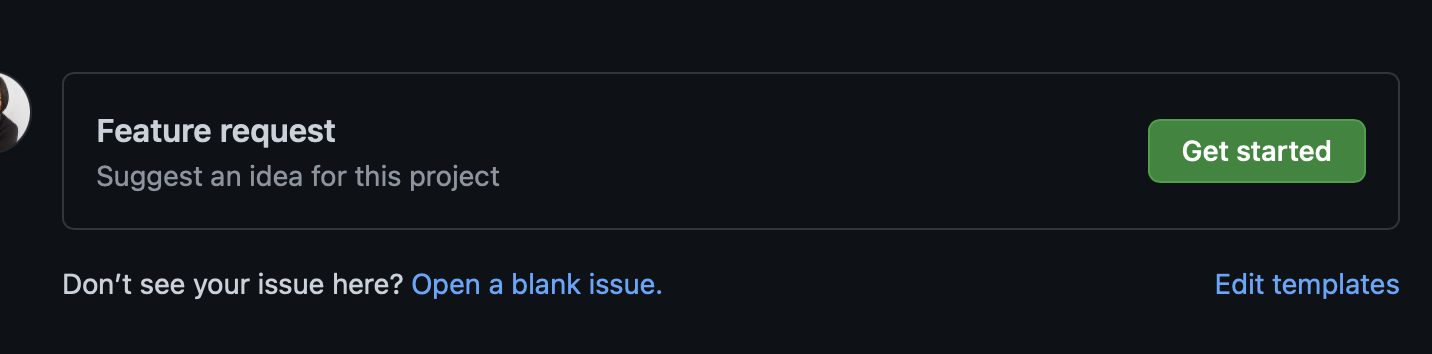 Feature request
Get started
Suggest an idea for this project
Don’t see your issue here? Open a blank issue.
Edit templates